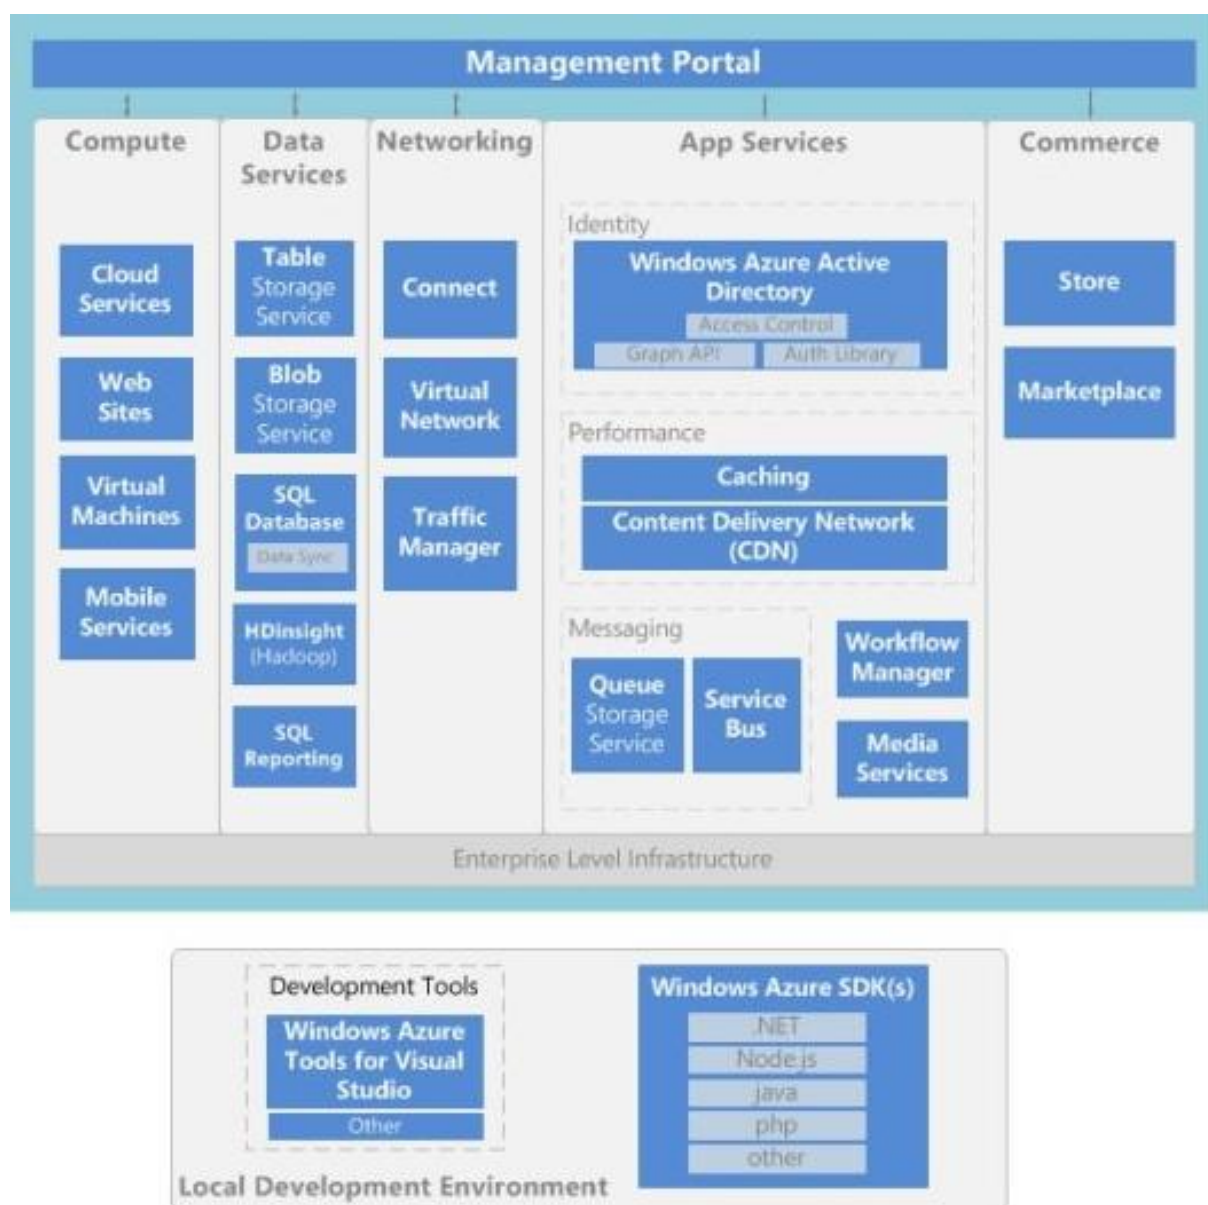 Management Portal
Compute
Cloud
Services
Web
Sites
Virtual
Machines
Mobile
Services
Data
Services
Table
Storage
Service
Blob
Storage
Service
SQL
Database
Data Sync
HDInsight
(Hadoop)
SQL
Reporting
Networking
Connect
Virtual
Network
Traffic
Manager
App Services
Identity
Windows Azure Active
Directory
Access Control
Graph API
Auth Library
Performance
Caching
Content Delivery Network
(CDN)
Messaging
Queue
Storage
Service
Service
Bus
Workflow
Manager
Media
Services
Commerce
Store
Marketplace
Enterprise Level Infrastructure
Development Tools
Windows Azure
Tools for Visual
Studio
Other
Windows Azure SDK(s)
.NET
Node.js
java
php
other
Local Development Environment